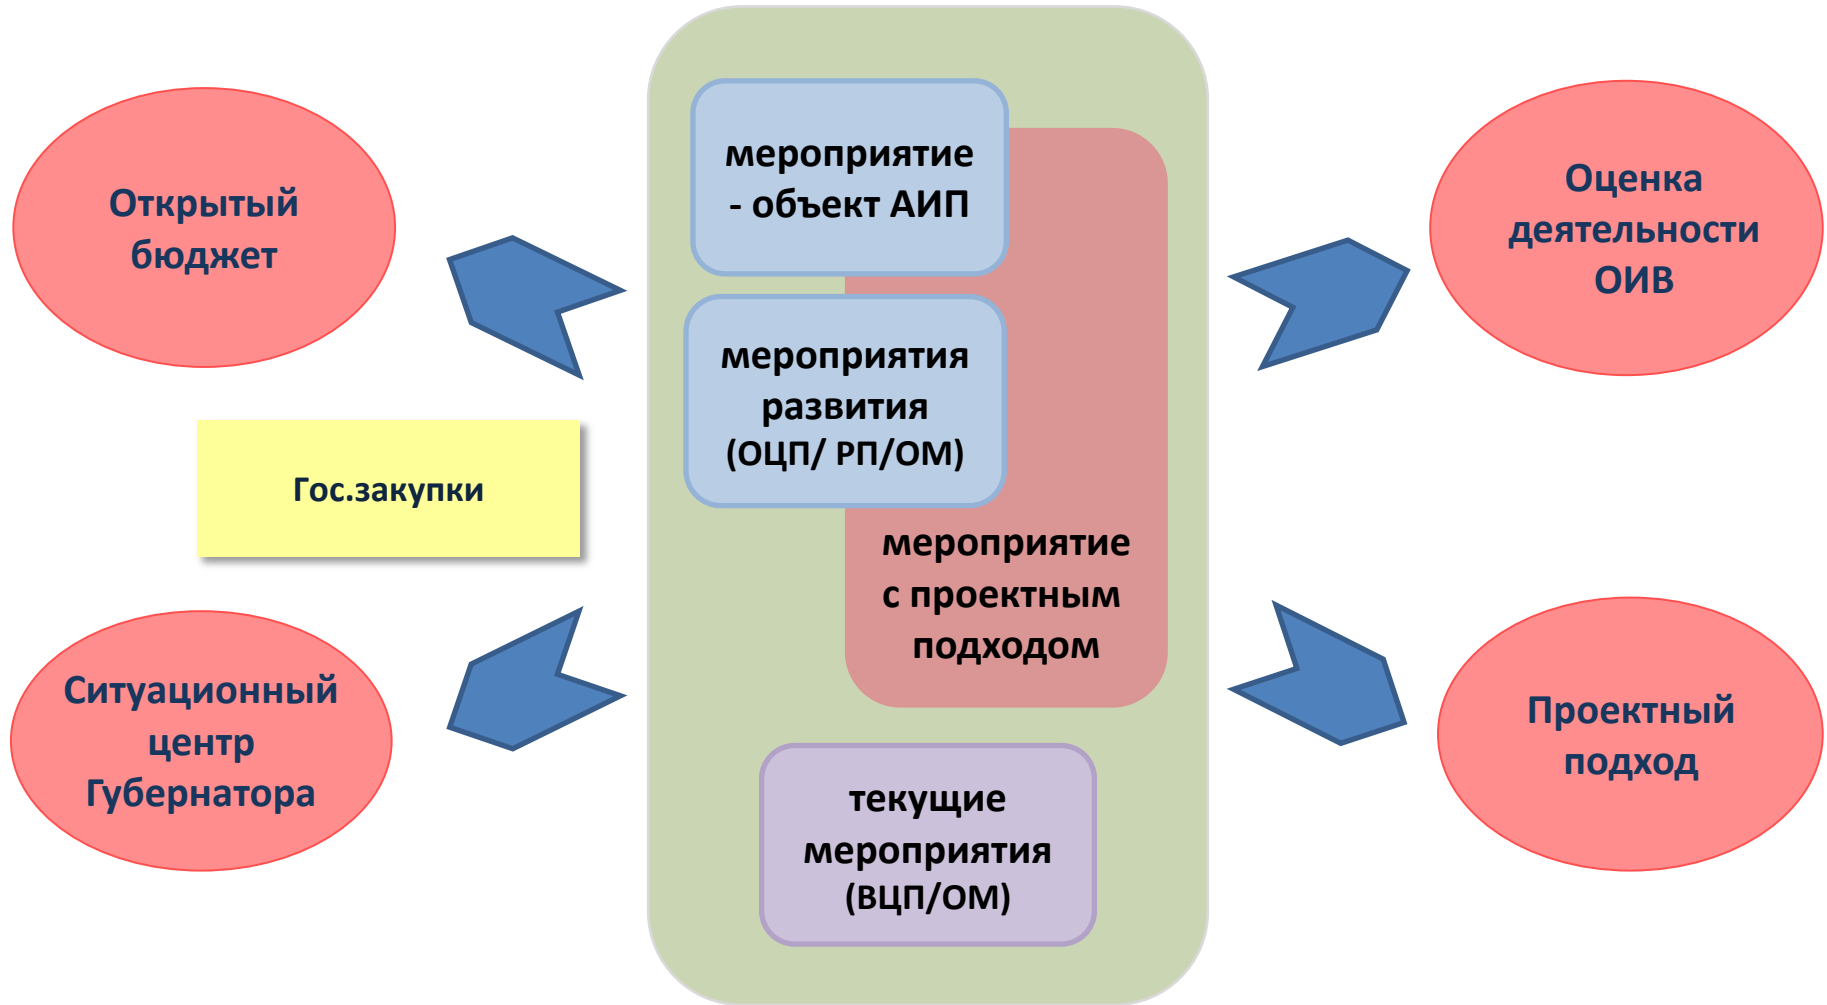 Открытый
бюджет
Гос.закупки
Ситуационный
центр
Губернатора
мероприятие
- объект АИП
мероприятия
развития
(ОЦП/ РП/ОМ)
мероприятие
с проектным
подходом
текущие
мероприятия
(ВЦП/ОМ)
Оценка
деятельности
ОИВ
Проектный
подход